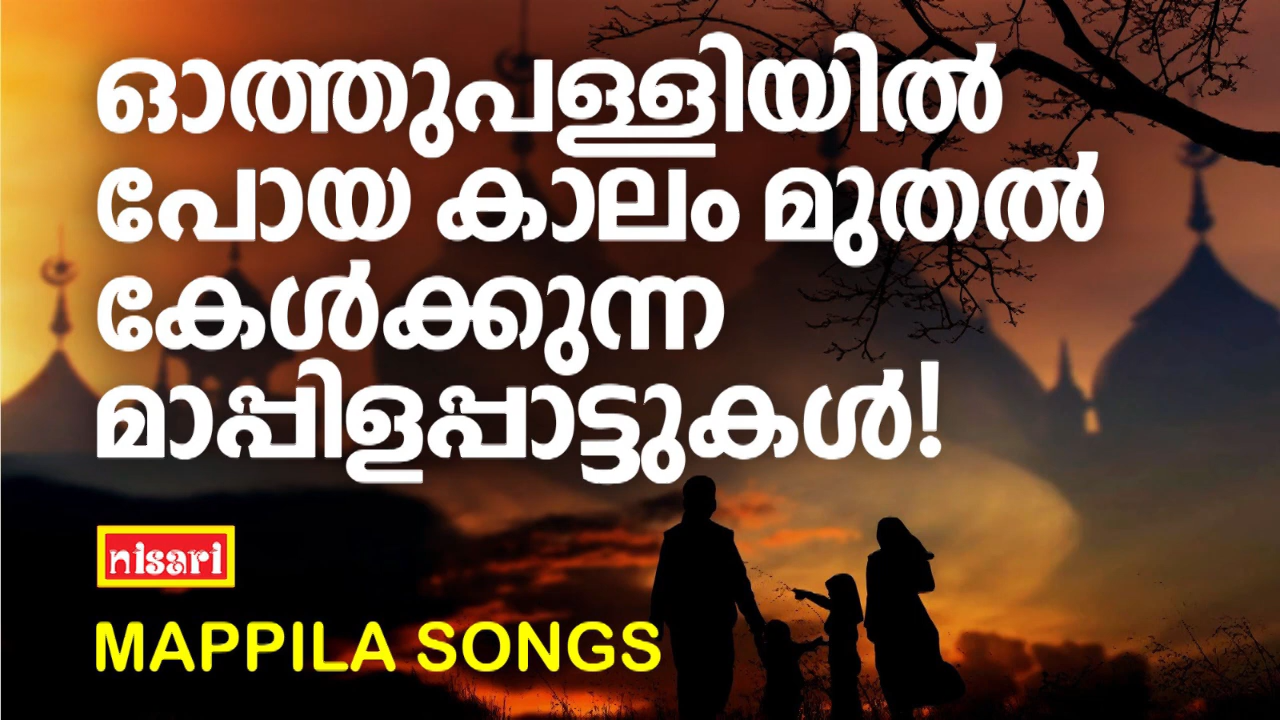 ഓത്തുപള്ളിയിൽ
പോയ കാലം മുതൽ
കേൾക്കുന്ന
മാപ്പിളപ്പാട്ടുകൾ!
nisari
MAPPILA SONGS